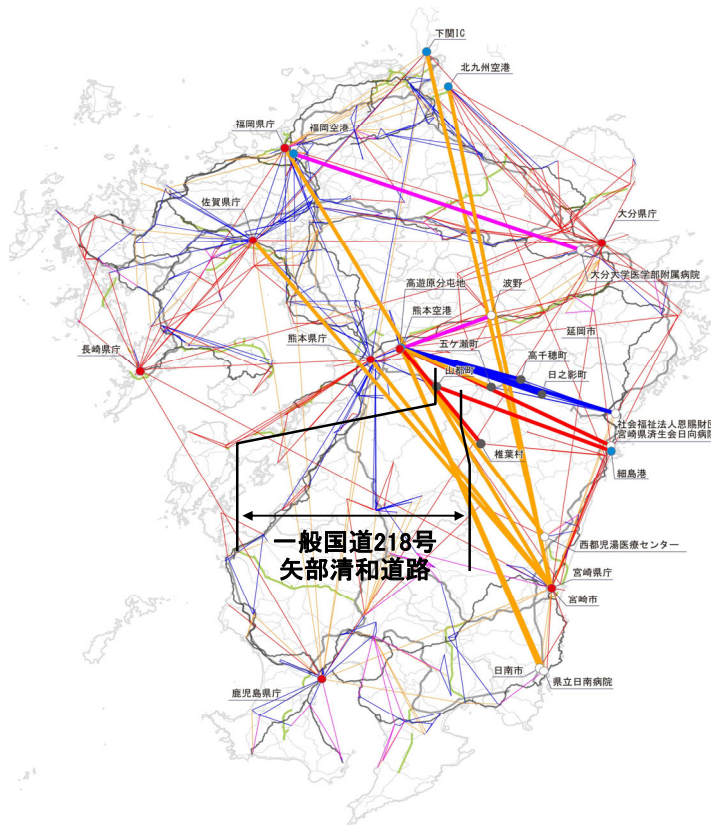 下関IC
北九州空港
福岡県庁
福岡空港
佐賀県庁
大分県庁
大分大学医学部附属病院
高遊原分屯地
波野
熊本空港
延岡市
熊本県庁
五ケ瀬町
高千穂町
長崎県庁
山都町
日之影町
社会福祉法人恩賜財団
宮崎県済生会日向病院
椎葉村
細島港
一般国道218号
矢部清和道路
西都児湯医療センター
宮崎県庁
宮崎市
日南市
県立日南病院
鹿児島県庁